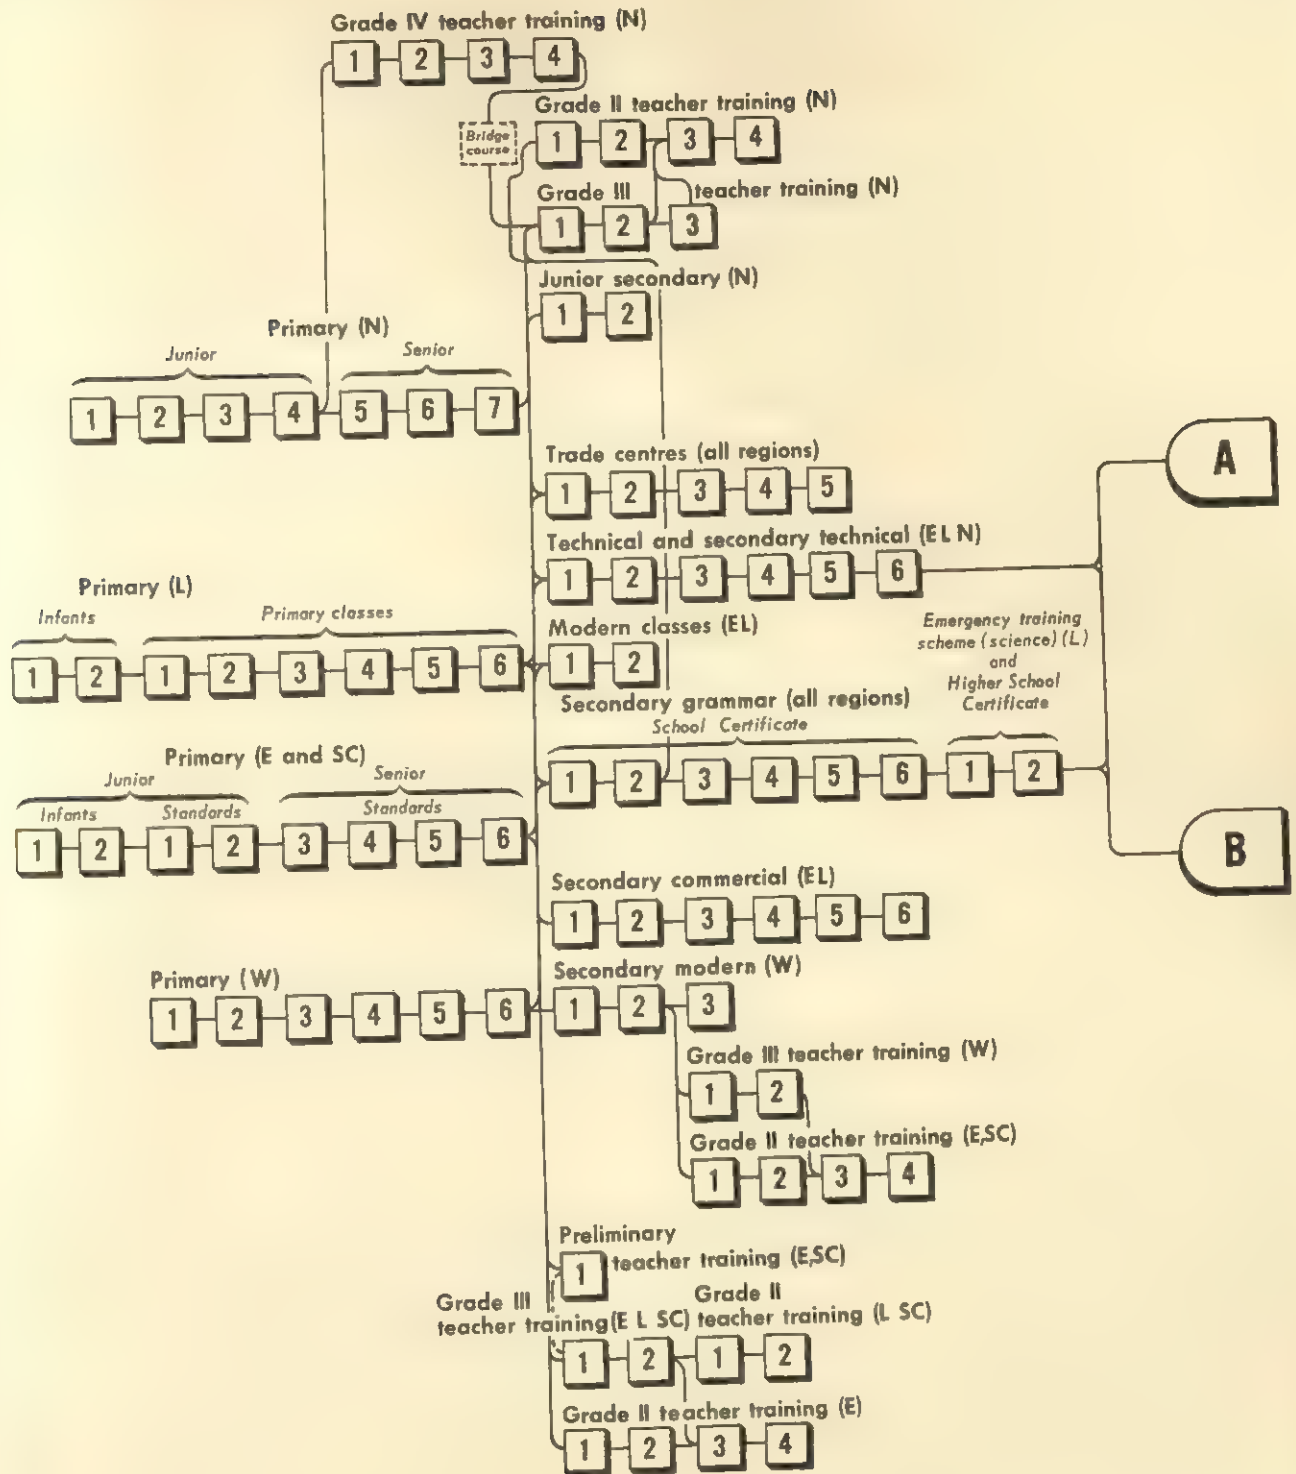 Grade IV teacher training (N)
1 2 3 4
Grade II teacher training (N)
Bridge
course
1 2 3 4
Grade III teacher training (N)
1 2 3
Junior secondary (N)
1 2
Primary (N)
Junior Senior
1 2 3 4 5 6 7
A
Trade centres (all regions)
1 2 3 4 5
Technical and secondary technical (EL N)
1 2 3 4 5 6
Primary (L)
Infants Primary classes
1 2 1 2 3 4 5 6
Modern classes (EL)
1 2
Emergency training
scheme (science) (L)
and
Higher School
Certificate
Secondary grammar (all regions)
School Certificate
1 2 3 4 5 6 1 2
Primary (E and SC)
Junior Senior
Infants Standards Standards
1 2 1 2 3 4 5 6
B
Secondary commercial (EL)
1 2 3 4 5 6
Primary (W)
1 2 3 4 5 6
Secondary modern (W)
1 2 3
Grade III teacher training (W)
1 2
Grade II teacher training (E,SC)
1 2 3 4
Preliminary
teacher training (E,SC)
1
Grade III
teacher training (E L SC)
Grade II
teacher training (L SC)
1 2 1 2
Grade II teacher training (E)
1 2 3 4